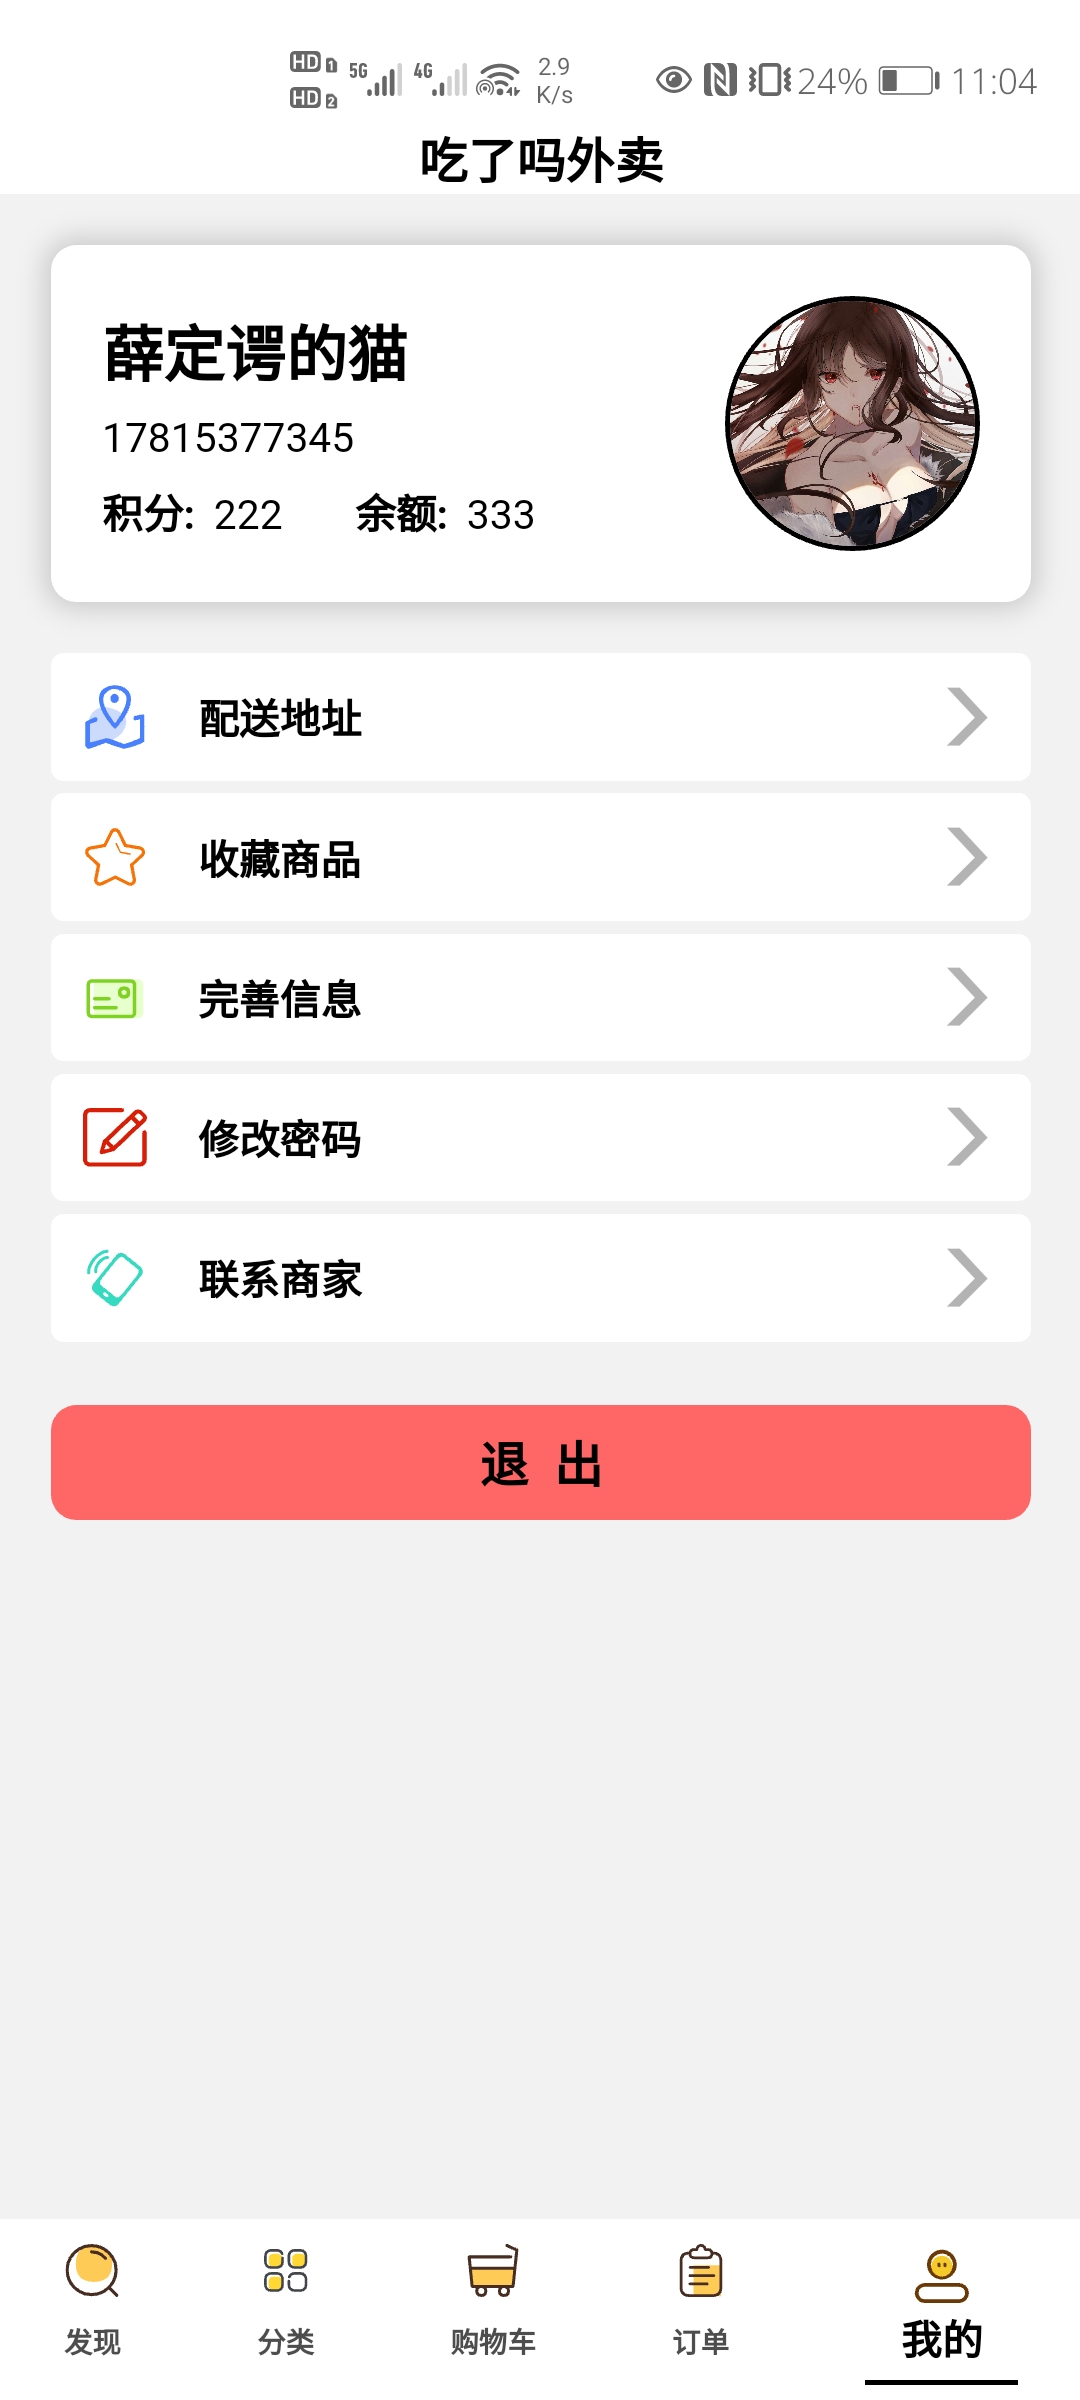 HD 1 5G 4G 2.9 24% 11:04
HD 2 K/s
吃了吗外卖
薛定谔的猫
17815377345
积分: 222 余额: 333
配送地址
收藏商品
完善信息
修改密码
联系商家
退 出
发现 分类 购物车 订单 我的